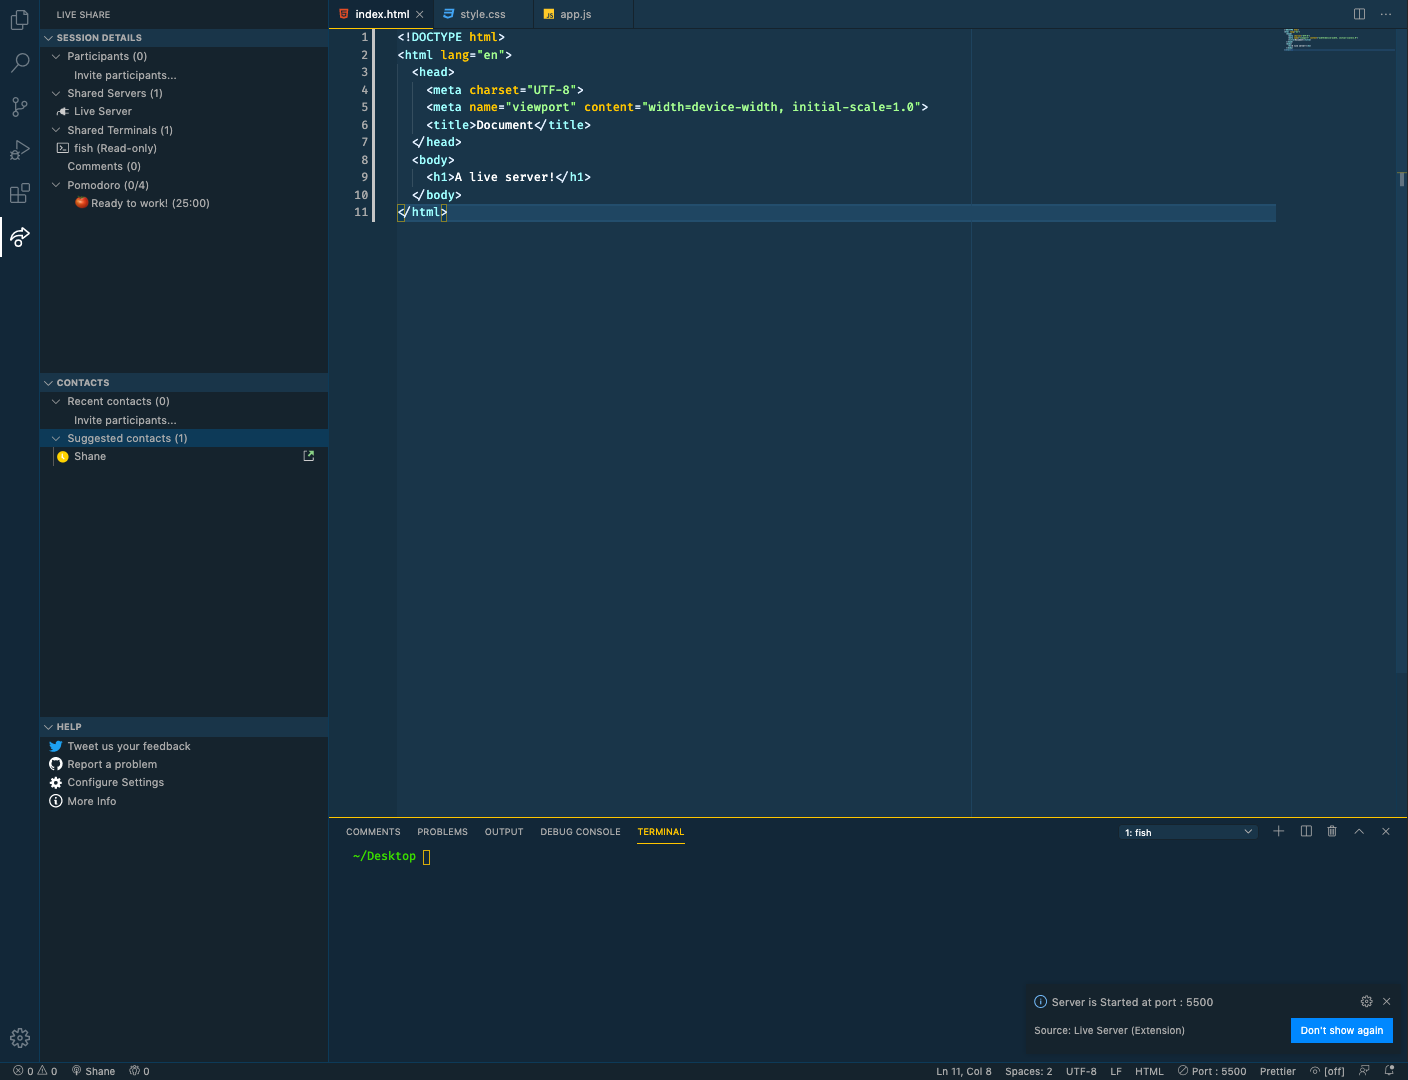 LIVE SHARE
SESSION DETAILS
Participants (0)
Invite participants...
Shared Servers (1)
Live Server
Shared Terminals (1)
fish (Read-only)
Comments (0)
Pomodoro (0/4)
Ready to work! (25:00)
CONTACTS
Recent contacts (0)
Invite participants...
Suggested contacts (1)
Shane
HELP
Tweet us your feedback
Report a problem
Configure Settings
More Info
index.html
style.css
JS app.js
1 <!DOCTYPE html>
2 <html lang="en">
3 <head>
4 <meta charset="UTF-8">
5 <meta name="viewport" content="width=device-width, initial-scale=1.0">
6 <title>Document</title>
7 </head>
8 <body>
9 <h1>A live server!</h1>
10 </body>
11 </html>
COMMENTS PROBLEMS OUTPUT DEBUG CONSOLE TERMINAL 1: fish
~/Desktop
Server is Started at port : 5500
Source: Live Server (Extension) Don't show again
0 0 Shane 0 Ln 11, Col 8 Spaces: 2 UTF-8 LF HTML Port : 5500 Prettier [off]